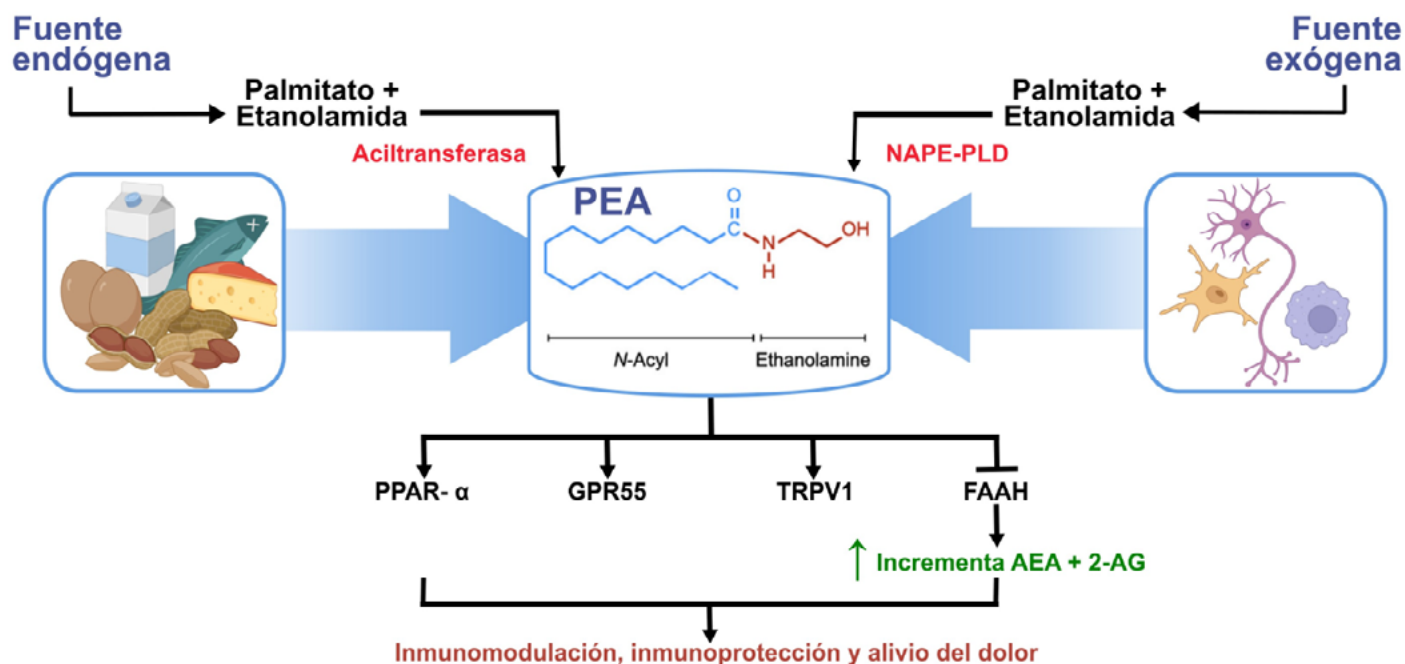 Fuente
endógena
Fuente
exógena
Palmitato +
Etanolamida
Palmitato +
Etanolamida
Aciltransferasa
NAPE-PLD
PEA
O
C
N
H
OH
N-Acyl
Ethanolamine
PPAR- α
GPR55
TRPV1
FAAH
↑ Incrementa AEA + 2-AG
Inmunomodulación, inmunoprotección y alivio del dolor